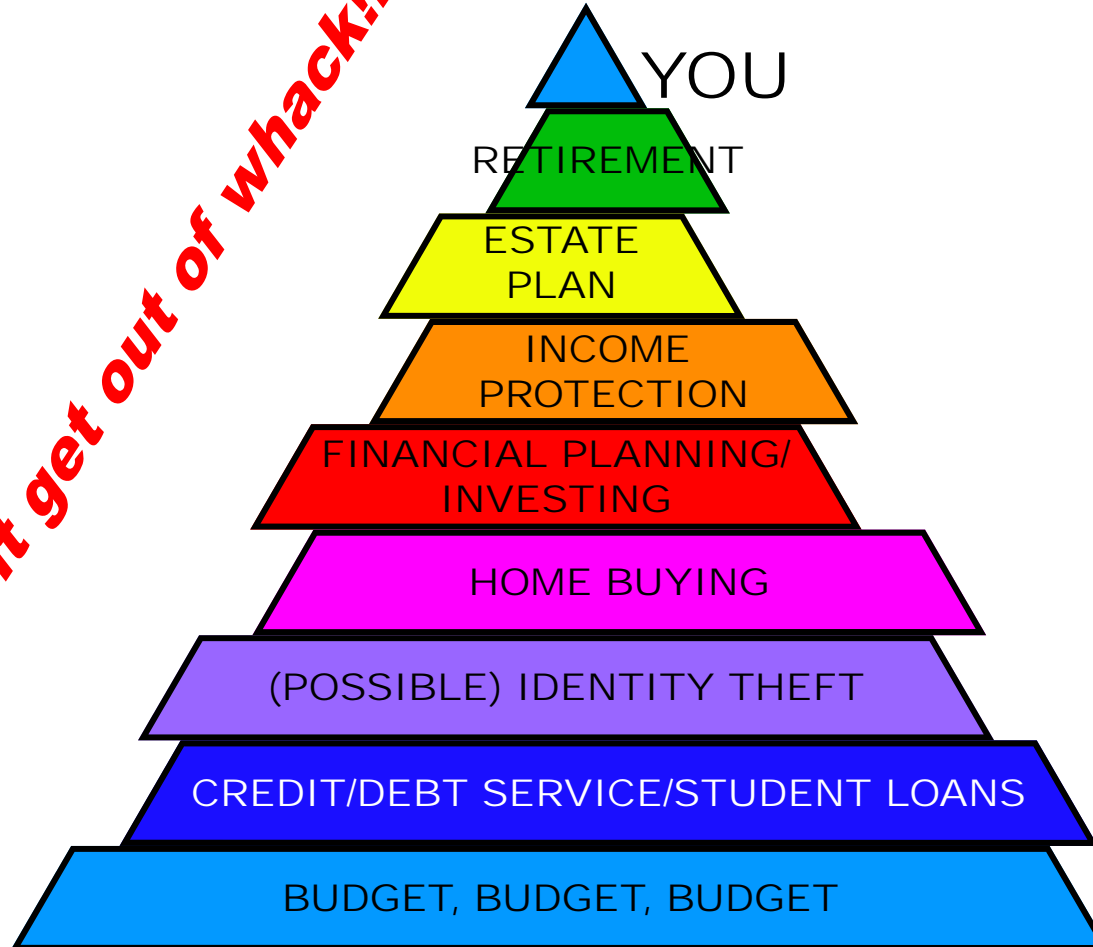 get out of whack!
YOU
RETIREMENT
ESTATE
PLAN
INCOME
PROTECTION
FINANCIAL PLANNING/
INVESTING
HOME BUYING
(POSSIBLE) IDENTITY THEFT
CREDIT/DEBT SERVICE/STUDENT LOANS
BUDGET, BUDGET, BUDGET